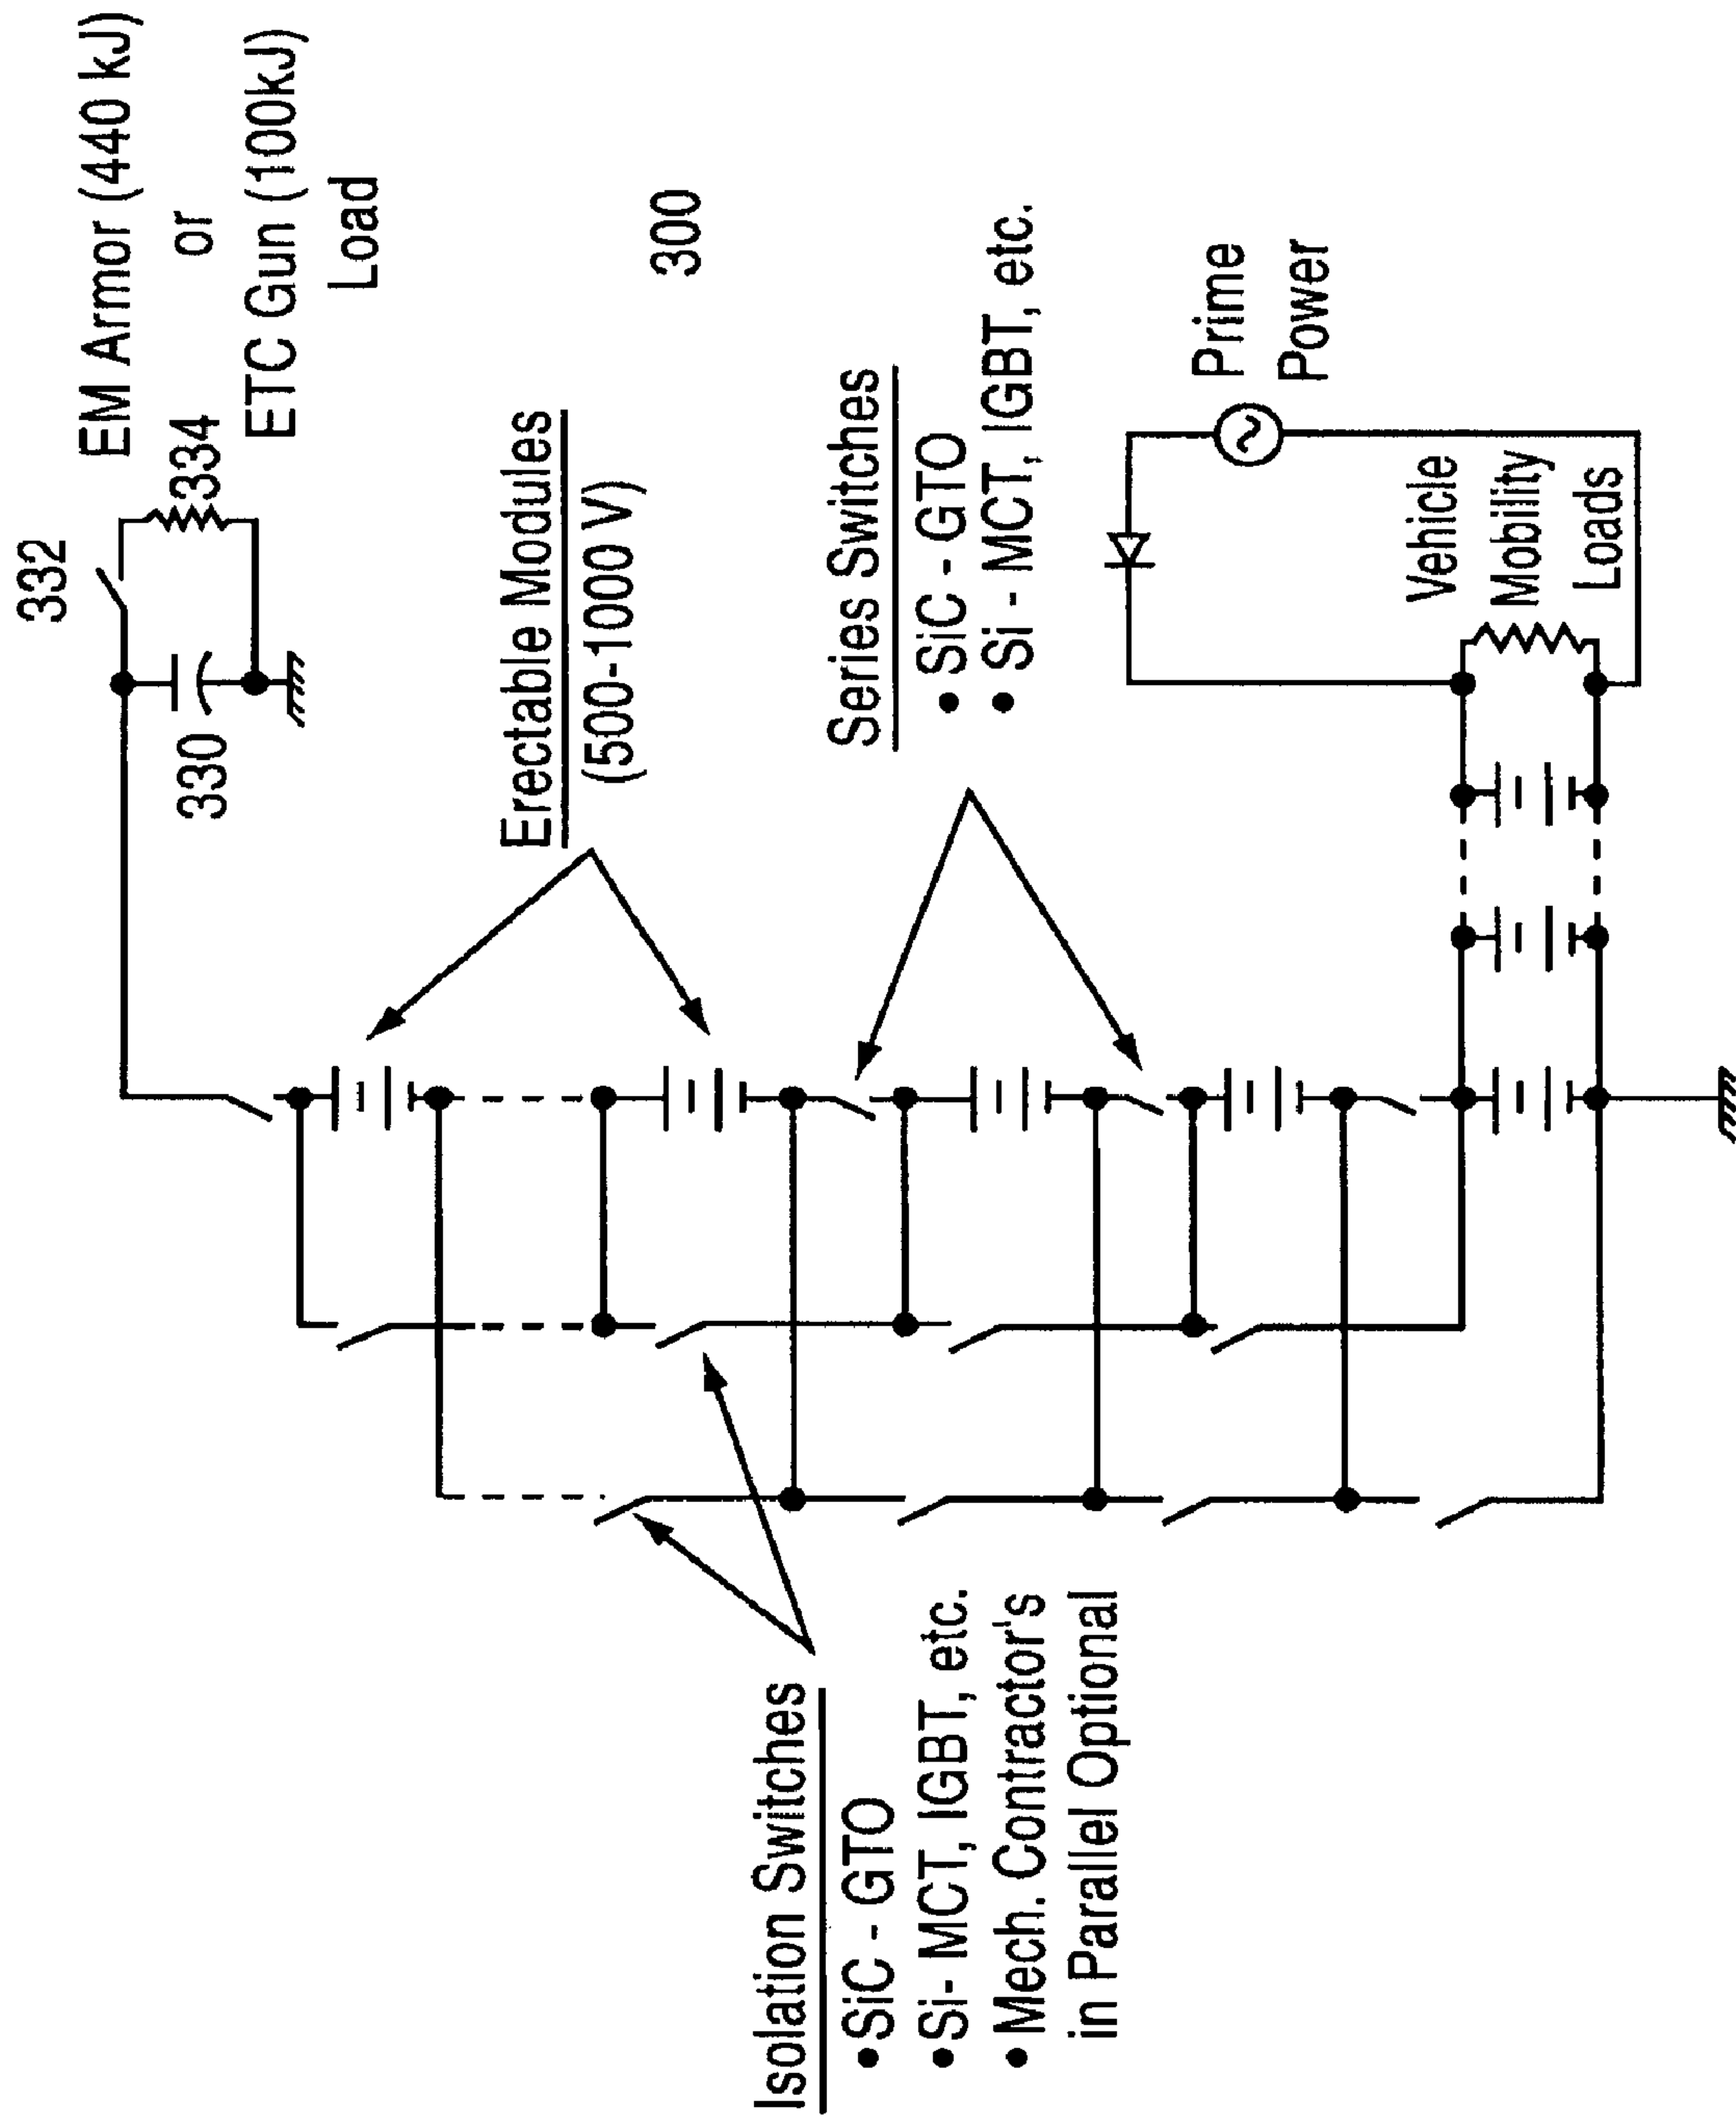 Isolation Switches
• SiC - GTO
• Si- MCT, IGBT, etc.
• Mech. Contractor's
in Parallel Optional
332
330
334
EM Armor (440 kJ)
or
ETC Gun (100kJ)
Load
Erectable Modules
(500-1000 V)
300
Series Switches
• SiC - GTO
• Si - MCT, IGBT, etc.
Prime
Power
Vehicle
Mobility
Loads